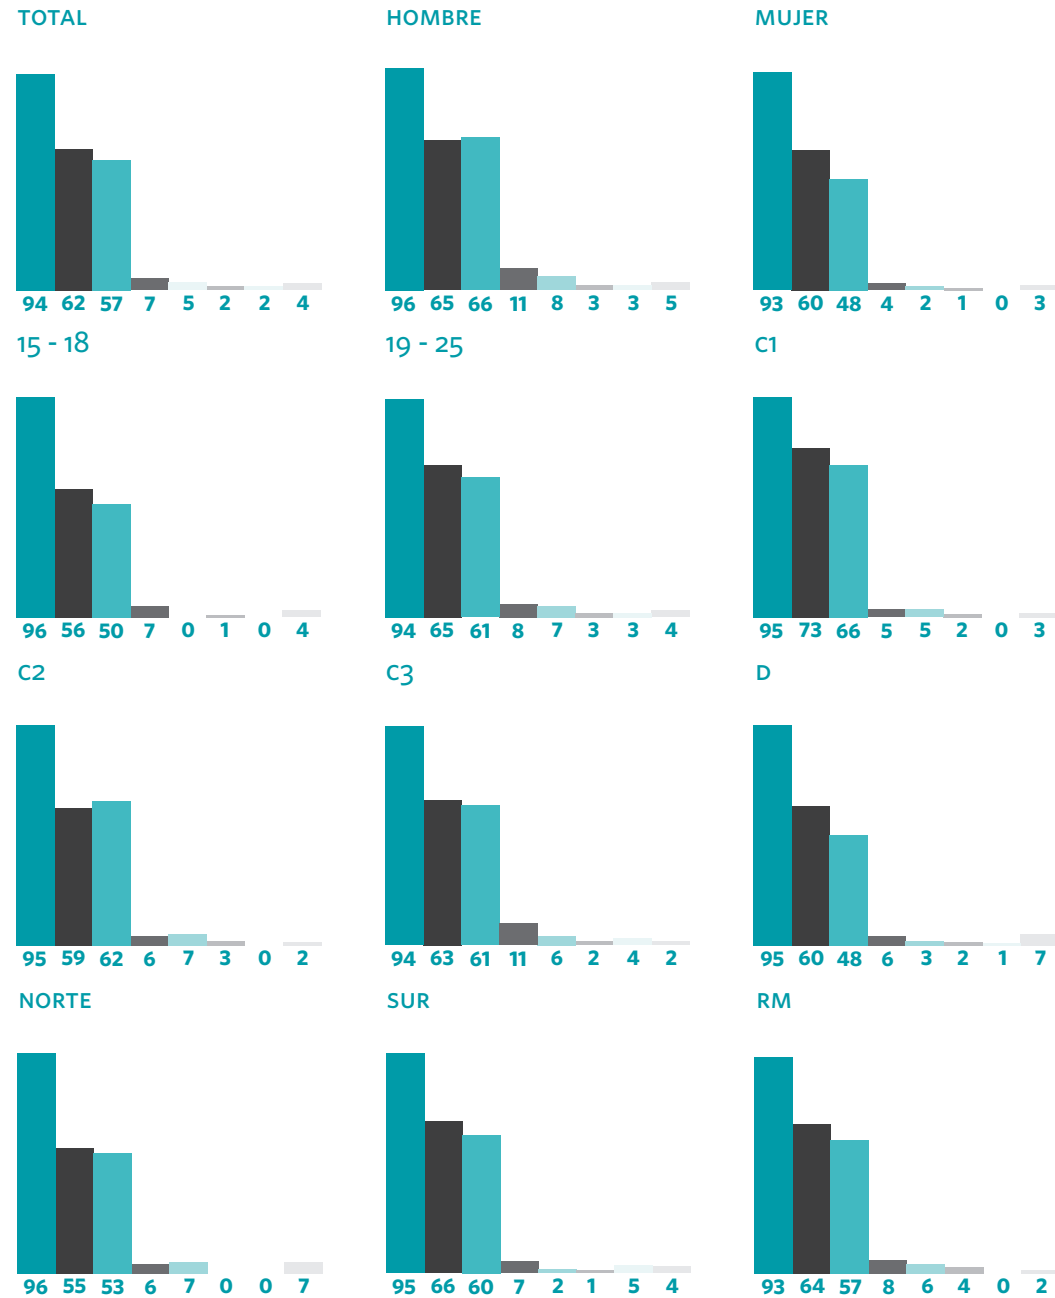 TOTAL HOMBRE MUJER
94 62 57 7 5 2 2 4 96 65 66 11 8 3 3 5 93 60 48 4 2 1 0 3
15 - 18 19 - 25 C1
96 56 50 7 0 1 0 4 94 65 61 8 7 3 3 4 95 73 66 5 5 2 0 3
C2 C3 D
95 59 62 6 7 3 0 2 94 63 61 11 6 2 4 2 95 60 48 6 3 2 1 7
NORTE SUR RM
96 55 53 6 7 0 0 7 95 66 60 7 2 1 5 4 93 64 57 8 6 4 0 2